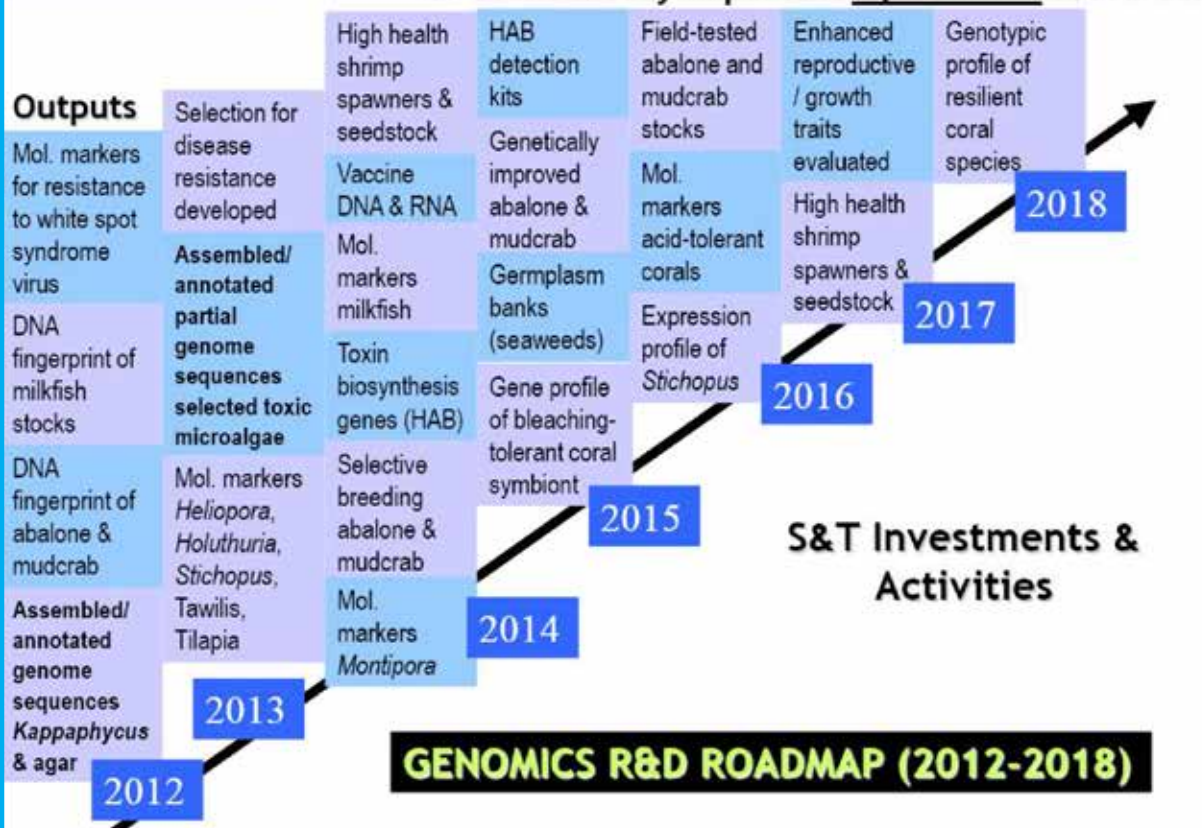 Outputs
Mol. markers
for resistance
to white spot
syndrome
virus
DNA
fingerprint of
milkfish
stocks
DNA
fingerprint of
abalone &
mudcrab
Assembled/
annotated
genome
sequences
Kappaphycus
& agar
2012
Selection for
disease
resistance
developed
Assembled/
annotated
partial
genome
sequences
selected toxic
microalgae
Mol. markers
Heliopora,
Holuthuria,
Stichopus,
Tawilis,
Tilapia
2013
High health
shrimp
spawners &
seedstock
Vaccine
DNA & RNA
Mol.
markers
milkfish
Toxin
biosynthesis
genes (HAB)
Selective
breeding
abalone &
mudcrab
Mol.
markers
Montipora
2014
HAB
detection
kits
Genetically
improved
abalone &
mudcrab
Germplasm
banks
(seaweeds)
Gene profile
of bleaching-
tolerant coral
symbiont
2015
Field-tested
abalone and
mudcrab
stocks
Mol.
markers
acid-tolerant
corals
Expression
profile of
Stichopus
2016
Enhanced
reproductive
/ growth
traits
evaluated
High health
shrimp
spawners &
seedstock
2017
Genotypic
profile of
resilient
coral
species
2018
S&T Investments &
Activities
GENOMICS R&D ROADMAP (2012-2018)